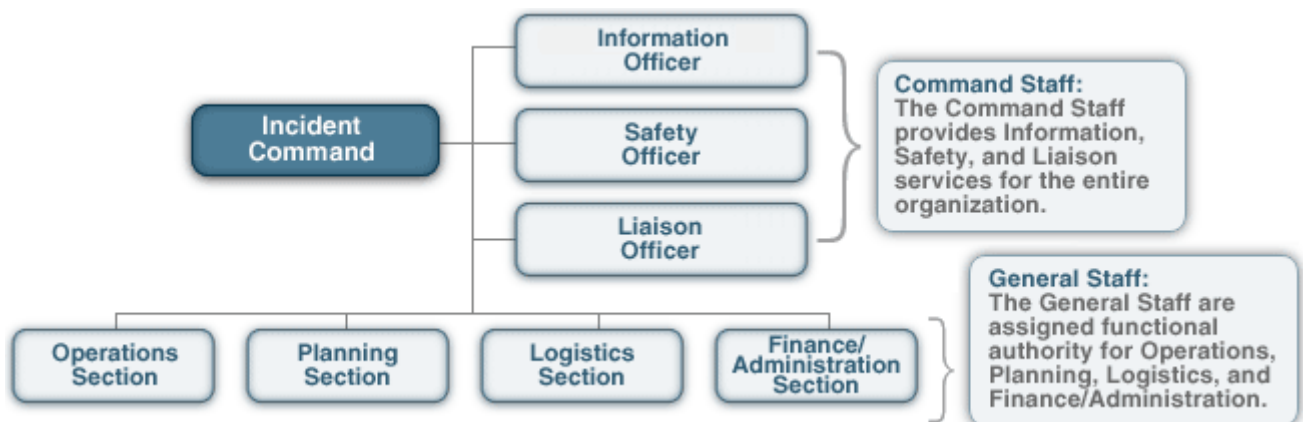 Information
Officer
Incident
Command
Safety
Officer
Liaison
Officer
Command Staff:
The Command Staff
provides Information,
Safety, and Liaison
services for the entire
organization.
Operations
Section
Planning
Section
Logistics
Section
Finance/
Administration
Section
General Staff:
The General Staff are
assigned functional
authority for Operations,
Planning, Logistics, and
Finance/Administration.